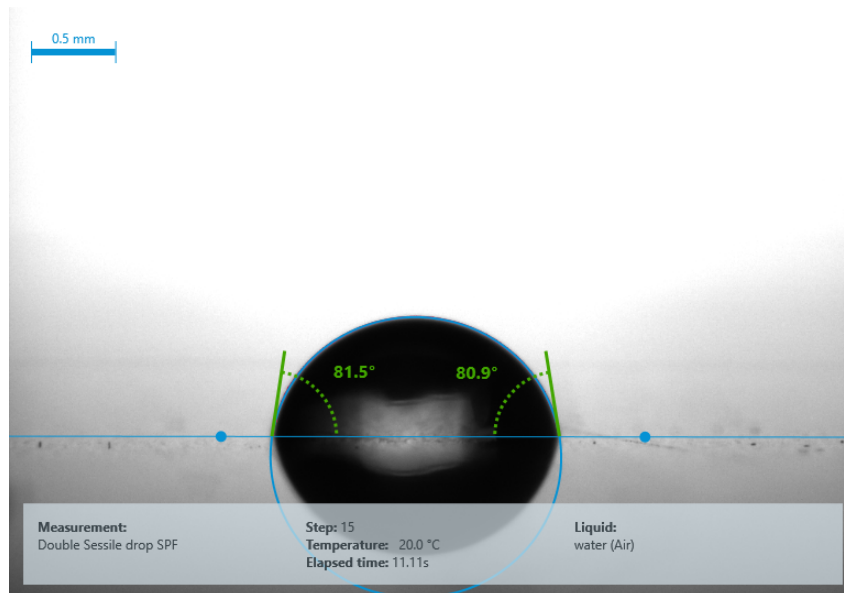 0.5 mm
81.5°
80.9°
Measurement:
Double Sessile drop SPF
Step: 15
Temperature: 20.0 °C
Elapsed time: 11.11s
Liquid:
water (Air)